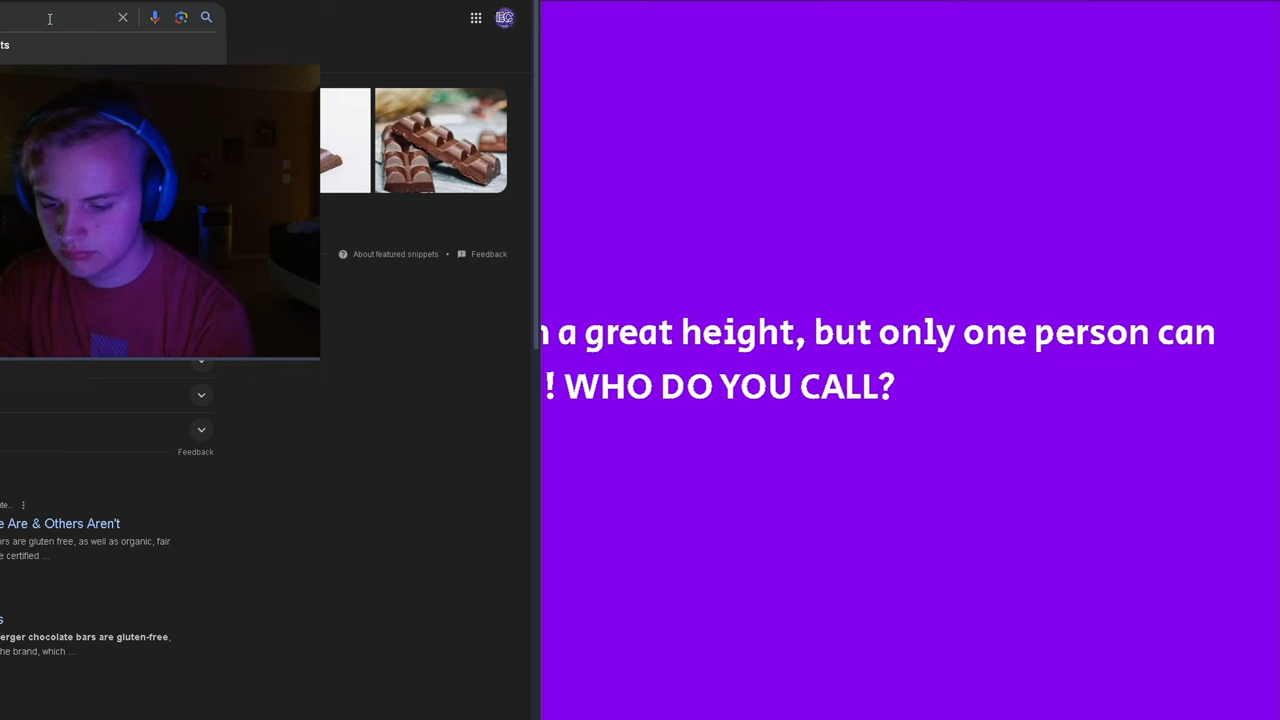 ts
EC
About featured snippets • Feedback
a great height, but only one person can
! WHO DO YOU CALL?
Feedback
e Are & Others Aren't
ors are gluten free, as well as organic, fair
e certified ...
s
erger chocolate bars are gluten-free,
he brand, which ...